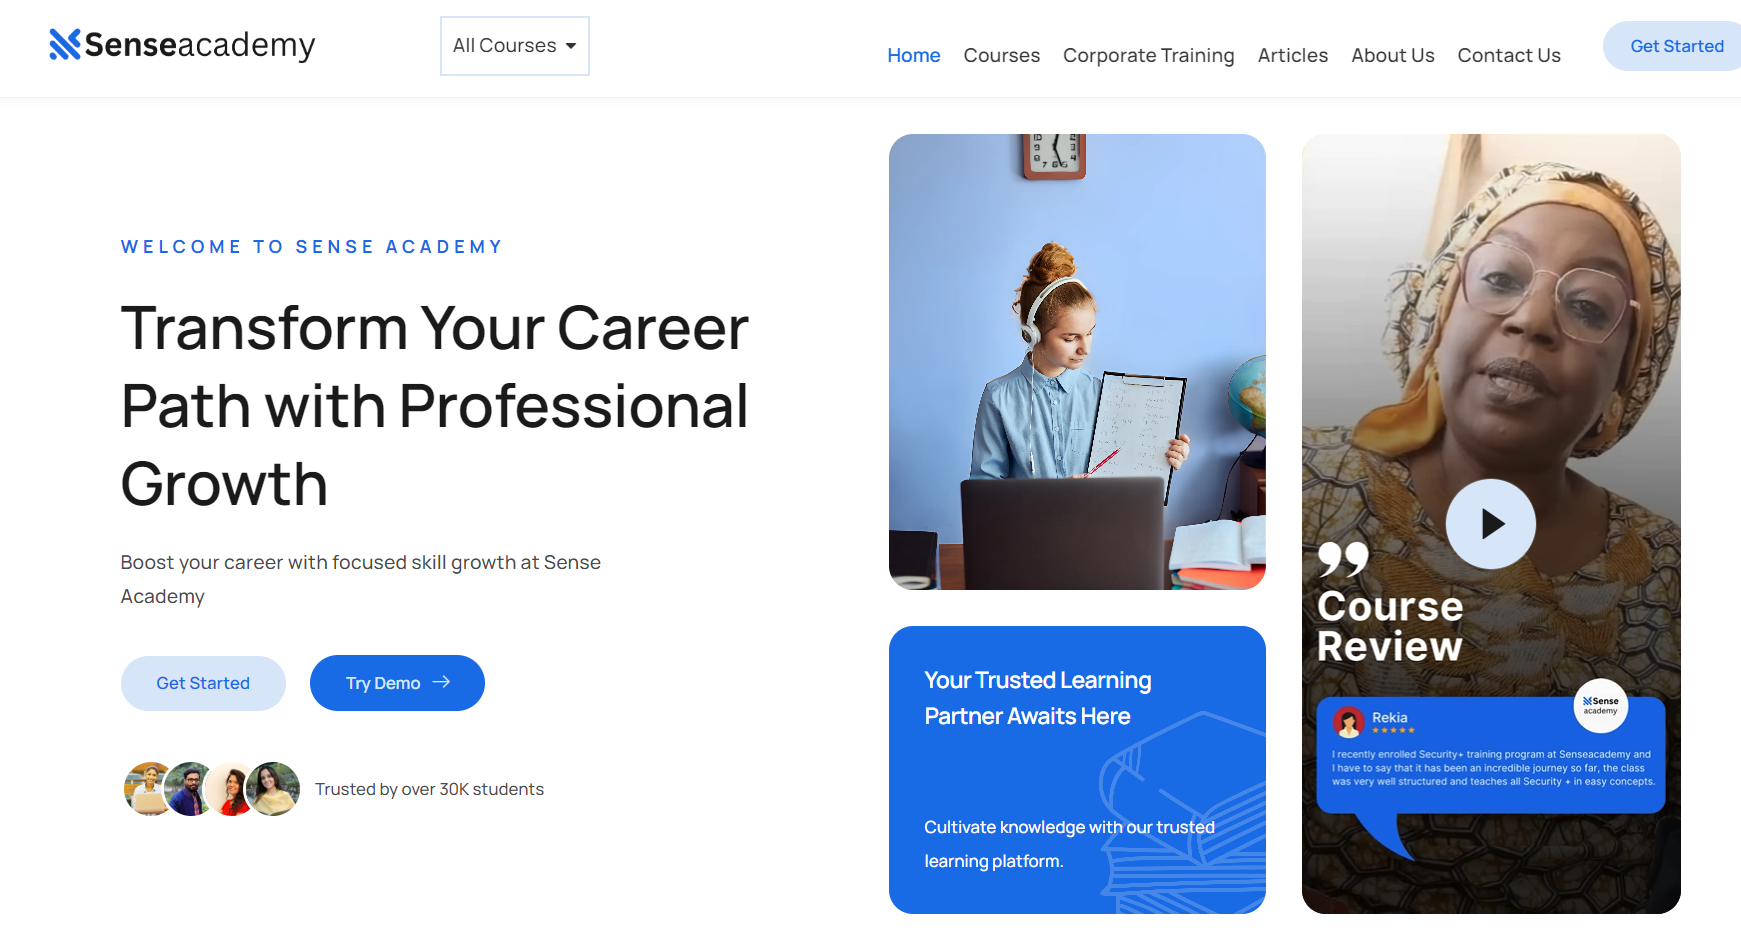 Senseacademy
All Courses
Home Courses Corporate Training Articles About Us Contact Us
Get Started
WELCOME TO SENSE ACADEMY
Transform Your Career
Path with Professional
Growth
Boost your career with focused skill growth at Sense
Academy
Get Started
Try Demo
Trusted by over 30K students
Your Trusted Learning
Partner Awaits Here
Cultivate knowledge with our trusted
learning platform.
Course
Review
Sense
academy
Rekia
I recently enrolled Security+ training program at Senseacademy and
I have to say that it has been an incredible journey so far, the class
was very well structured and teaches all Security + in easy concepts.